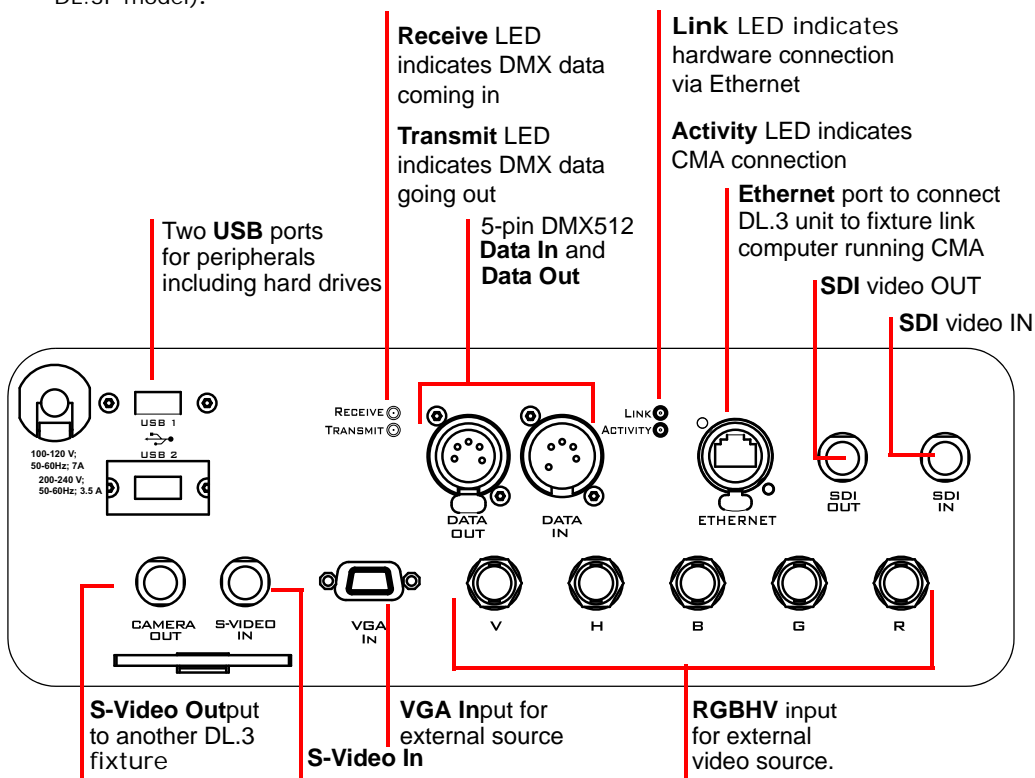 DL.3F model).
Receive LED
indicates DMX data
coming in
Transmit LED
indicates DMX data
going out
Link LED indicates
hardware connection
via Ethernet
Activity LED indicates
CMA connection
Ethernet port to connect
DL.3 unit to fixture link
computer running CMA
Two USB ports
for peripherals
including hard drives
5-pin DMX512
Data In and
Data Out
SDI video OUT
SDI video IN
USB 1
USB 2
100-120 V;
50-60Hz; 7A
200-240 V;
50-60Hz; 3.5 A
RECEIVE
TRANSMIT
DATA
OUT
DATA
IN
LINK
ACTIVITY
ETHERNET
SDI
OUT
SDI
IN
CAMERA
OUT
S-VIDEO
IN
VGA
IN
V
H
B
G
R
S-Video Output
to another DL.3
fixture
S-Video In
VGA Input for
external source
RGBHV input
for external
video source.